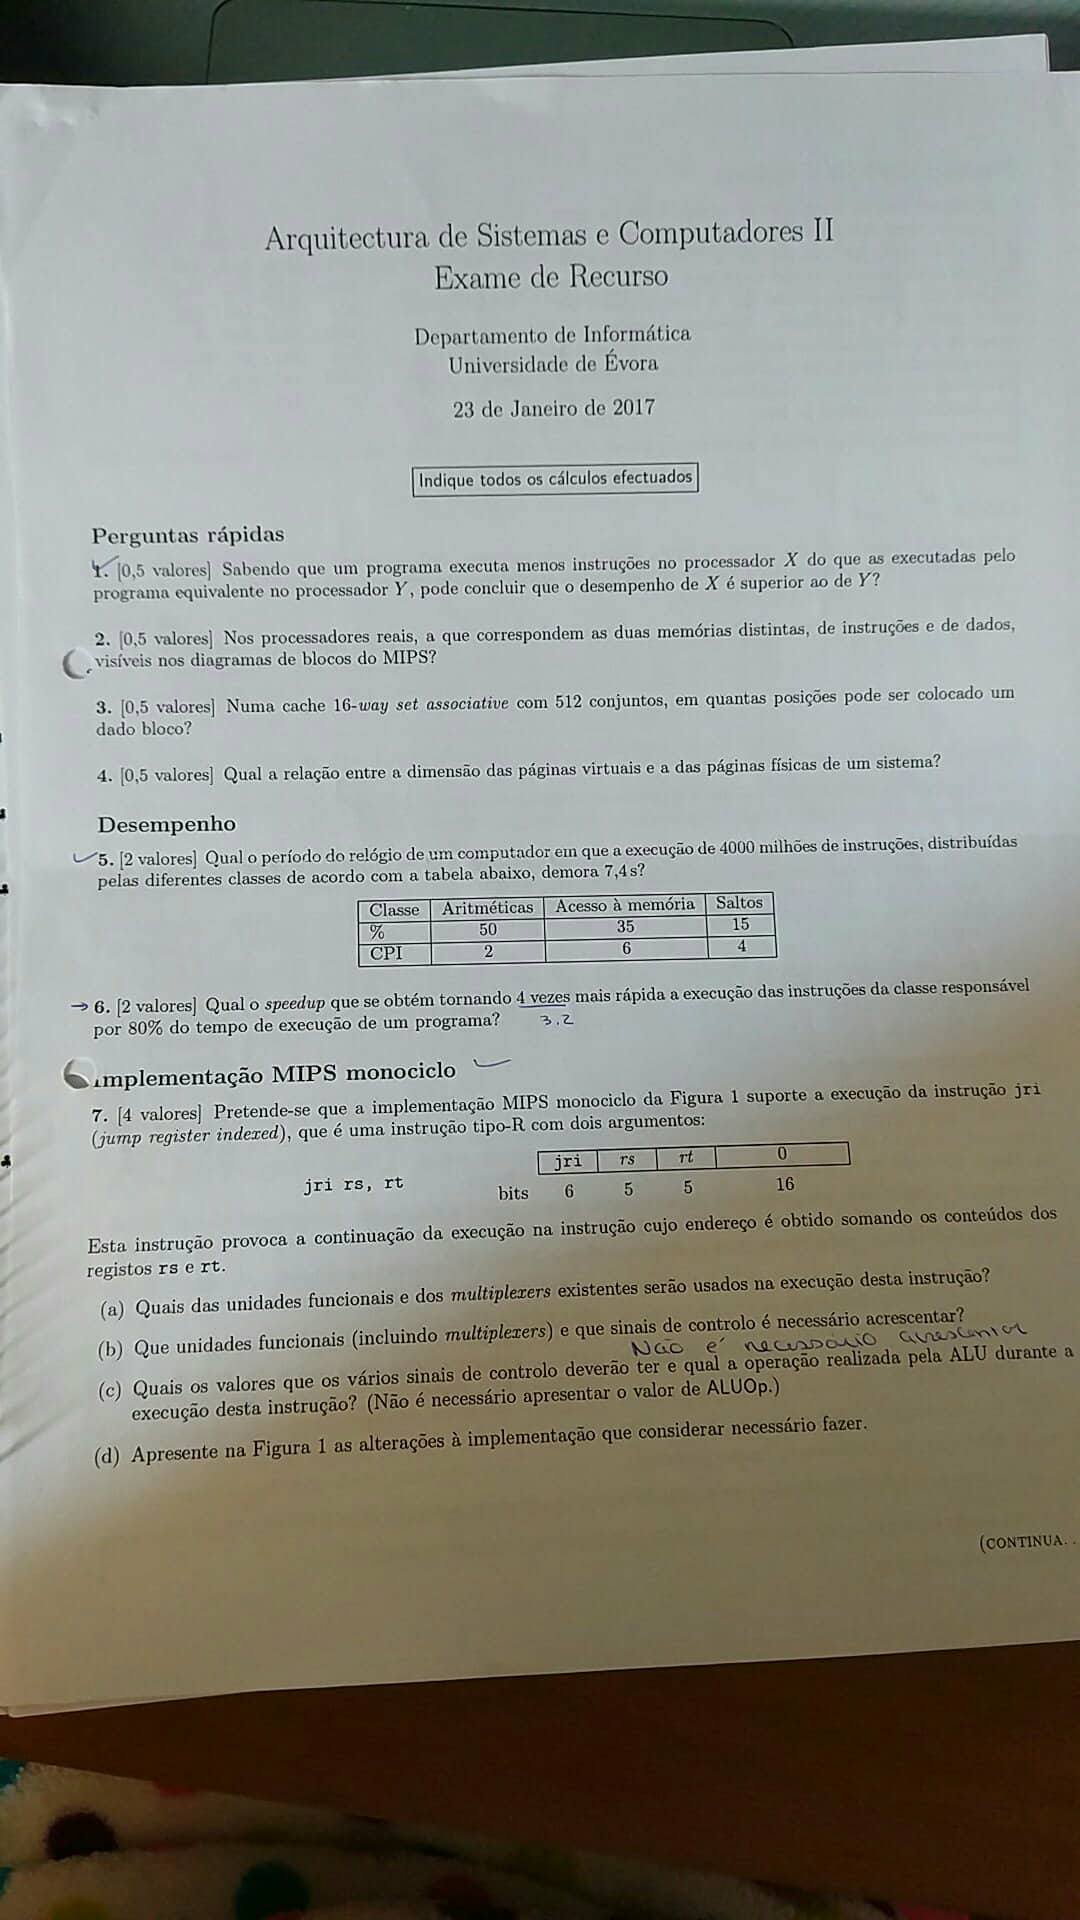 Arquitectura de Sistemas e Computadores II
Exame de Recurso
Departamento de Informática
Universidade de Évora
23 de Janeiro de 2017
Indique todos os cálculos efectuados
Perguntas rápidas
1. [0,5 valores] Sabendo que um programa executa menos instruções no processador X do que as executadas pelo
programa equivalente no processador Y, pode concluir que o desempenho de X é superior ao de Y?
2. [0,5 valores] Nos processadores reais, a que correspondem as duas memórias distintas, de instruções e de dados,
visíveis nos diagramas de blocos do MIPS?
3. [0,5 valores] Numa cache 16-way set associative com 512 conjuntos, em quantas posições pode ser colocado um
dado bloco?
4. [0,5 valores] Qual a relação entre a dimensão das páginas virtuais e a das páginas físicas de um sistema?
Desempenho
5. [2 valores] Qual o período do relógio de um computador em que a execução de 4000 milhões de instruções, distribuídas
pelas diferentes classes de acordo com a tabela abaixo, demora 7,4 s?
Classe Aritméticas Acesso à memória Saltos
% 50 35 15
CPI 2 6 4
→ 6. [2 valores] Qual o speedup que se obtém tornando 4 vezes mais rápida a execução das instruções da classe responsável
por 80% do tempo de execução de um programa? 3.2
Implementação MIPS monociclo
7. [4 valores] Pretende-se que a implementação MIPS monociclo da Figura 1 suporte a execução da instrução jri
(jump register indexed), que é uma instrução tipo-R com dois argumentos:
jri rs rt 0
jri rs, rt
bits 6 5 5 16
Esta instrução provoca a continuação da execução na instrução cujo endereço é obtido somando os conteúdos dos
registos rs e rt.
(a) Quais das unidades funcionais e dos multiplexers existentes serão usados na execução desta instrução?
(b) Que unidades funcionais (incluindo multiplexers) e que sinais de controlo é necessário acrescentar?
Não é necessário acrescentar
(c) Quais os valores que os vários sinais de controlo deverão ter e qual a operação realizada pela ALU durante a
execução desta instrução? (Não é necessário apresentar o valor de ALUOp.)
(d) Apresente na Figura 1 as alterações à implementação que considerar necessário fazer.
(CONTINUA. .